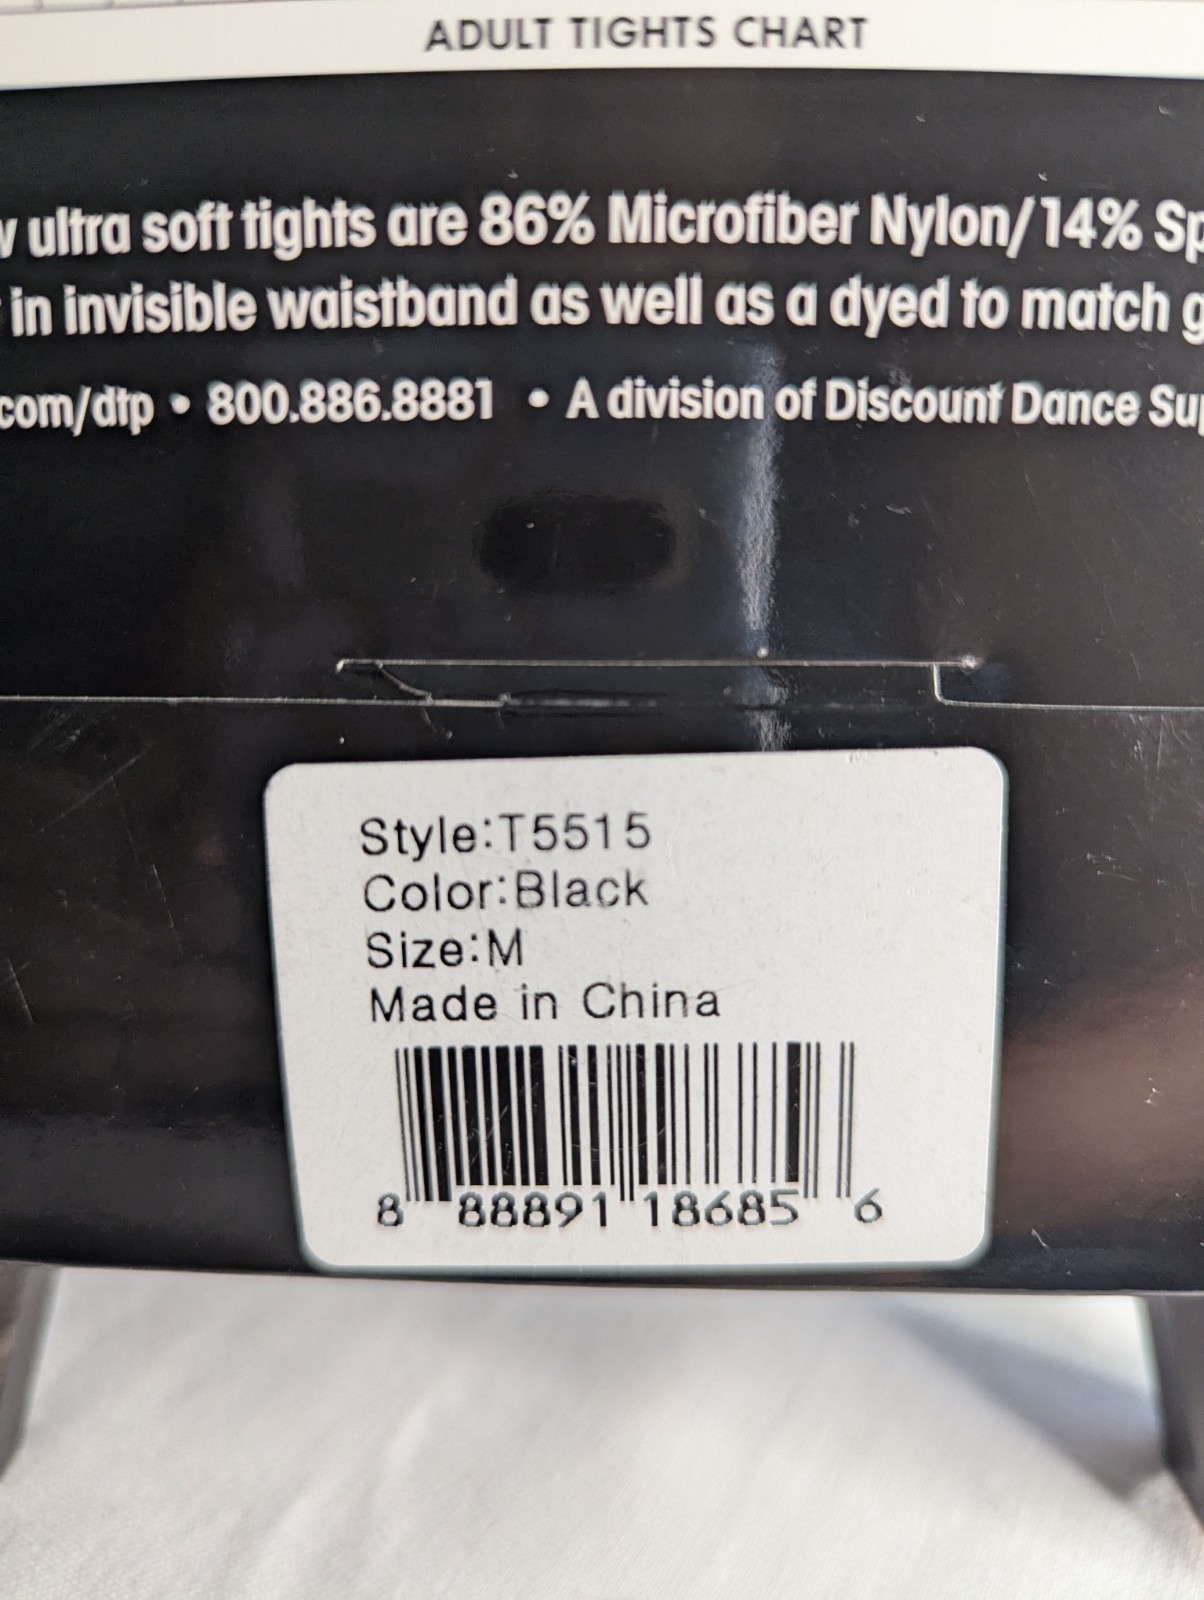 ADULT TIGHTS CHART
ultra soft tights are 86% Microfiber Nylon/14%
in invisible waistband as well as a dyed to match
com/dtp • 800.886.8881 • A division of Discount Dance
Style:T5515
Color:Black
Size:M
Made in China
8 88891 18685 6